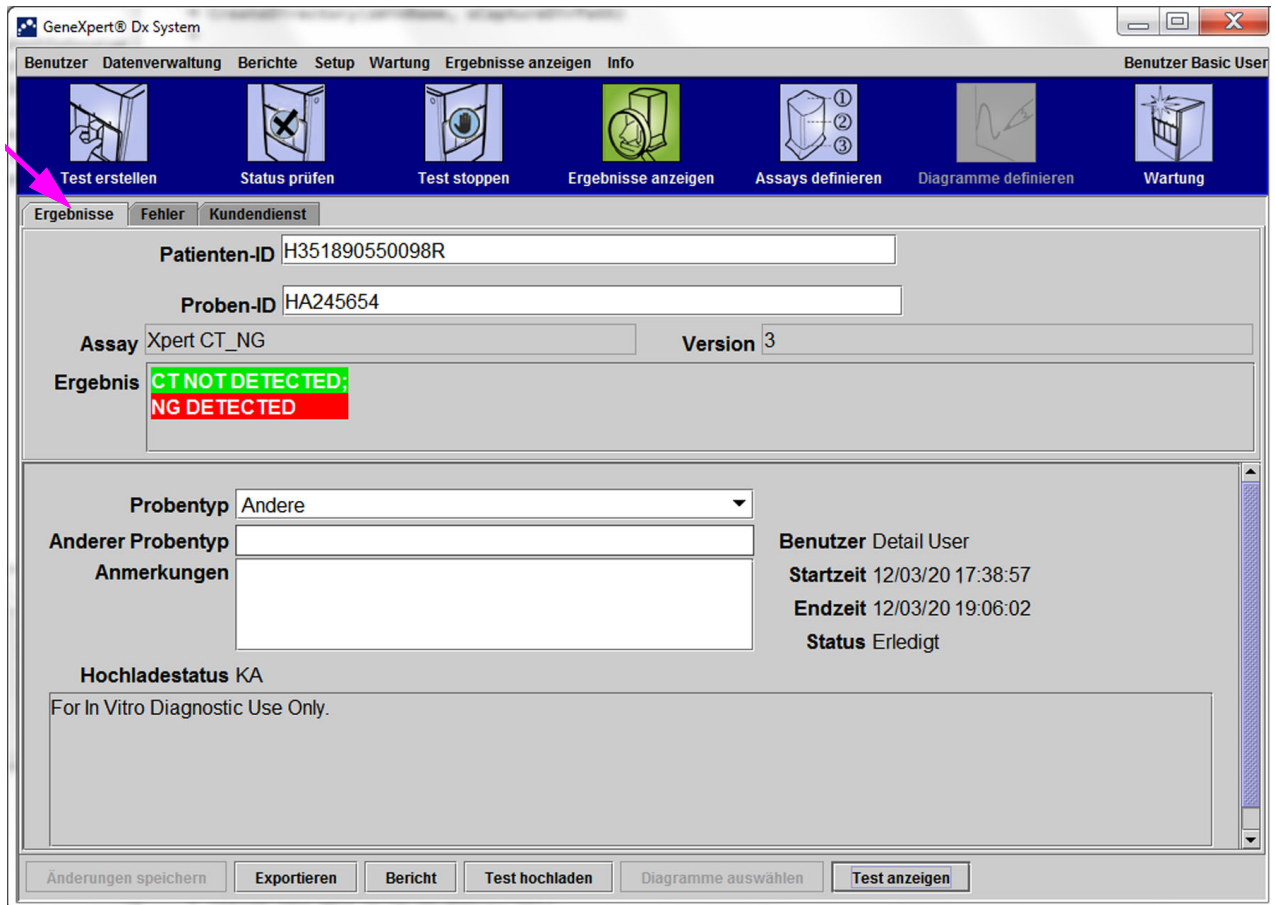 GeneXpert® Dx System
Benutzer Datenverwaltung Berichte Setup Wartung Ergebnisse anzeigen Info Benutzer Basic User
① ② ③
Test erstellen Status prüfen Test stoppen Ergebnisse anzeigen Assays definieren Diagramme definieren Wartung
Ergebnisse Fehler Kundendienst
Patienten-ID H351890550098R
Proben-ID HA245654
Assay Xpert CT_NG Version 3
Ergebnis CT NOT DETECTED;
NG DETECTED
Probentyp Andere
Anderer Probentyp Benutzer Detail User
Anmerkungen Startzeit 12/03/20 17:38:57
Endzeit 12/03/20 19:06:02
Status Erledigt
Hochladestatus KA
For In Vitro Diagnostic Use Only.
Änderungen speichern Exportieren Bericht Test hochladen Diagramme auswählen Test anzeigen